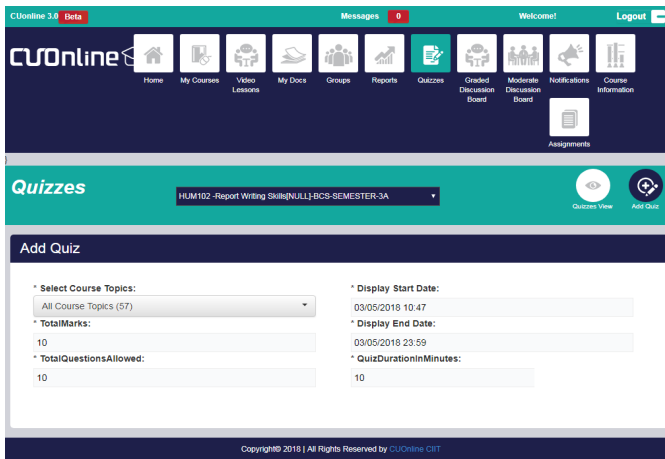 CUonline 3.0 Beta
Messages 0
Welcome!
Logout
CUOnline
Home
My Courses
Video
Lessons
My Docs
Groups
Reports
Quizzes
Graded
Discussion
Board
Moderate
Discussion
Board
Notifications
Course
Information
Assignments
}
Quizzes
HUM102 -Report Writing Skills[NULL]-BCS-SEMESTER-3A
Quizzes View
Add Quiz
Add Quiz
* Select Course Topics:
All Course Topics (57)
* Display Start Date:
03/05/2018 10:47
* TotalMarks:
10
* Display End Date:
03/05/2018 23:59
* TotalQuestionsAllowed:
10
* QuizDurationInMinutes:
10
Copyright© 2018 | All Rights Reserved by CUOnline CIIT